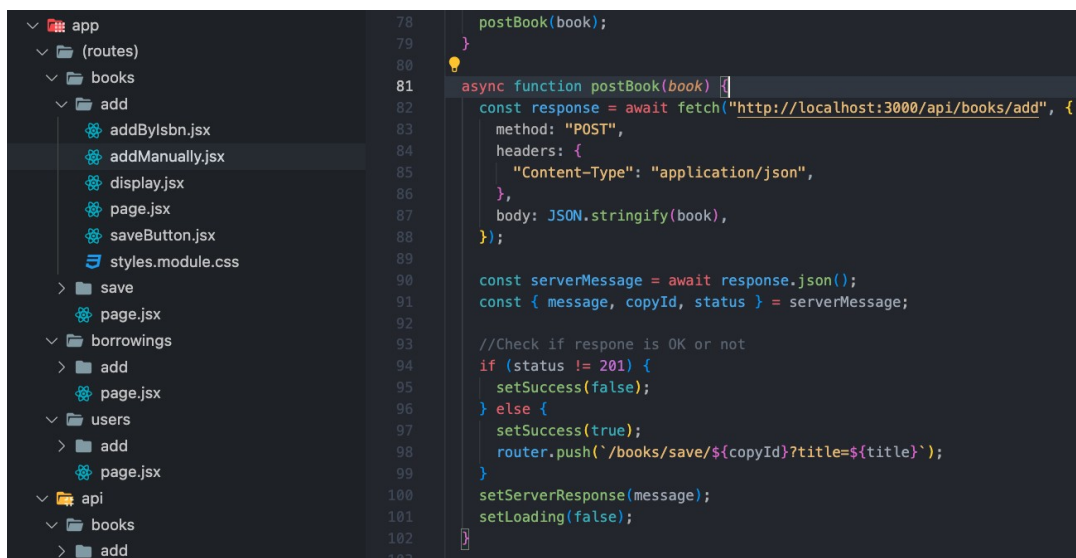 app
(routes)
books
add
addByIsbn.jsx
addManually.jsx
display.jsx
page.jsx
saveButton.jsx
styles.module.css
save
page.jsx
borrowings
add
page.jsx
users
add
page.jsx
api
books
add
78 postBook(book);
79 }
80
81 async function postBook(book) {
82 const response = await fetch("http://localhost:3000/api/books/add", {
83 method: "POST",
84 headers: {
85 "Content-Type": "application/json",
86 },
87 body: JSON.stringify(book),
88 });
89
90 const serverMessage = await response.json();
91 const { message, copyId, status } = serverMessage;
92
93 //Check if respone is OK or not
94 if (status != 201) {
95 setSuccess(false);
96 } else {
97 setSuccess(true);
98 router.push(`/books/save/${copyId}?title=${title}`);
99 }
100 setServerResponse(message);
101 setLoading(false);
102 }